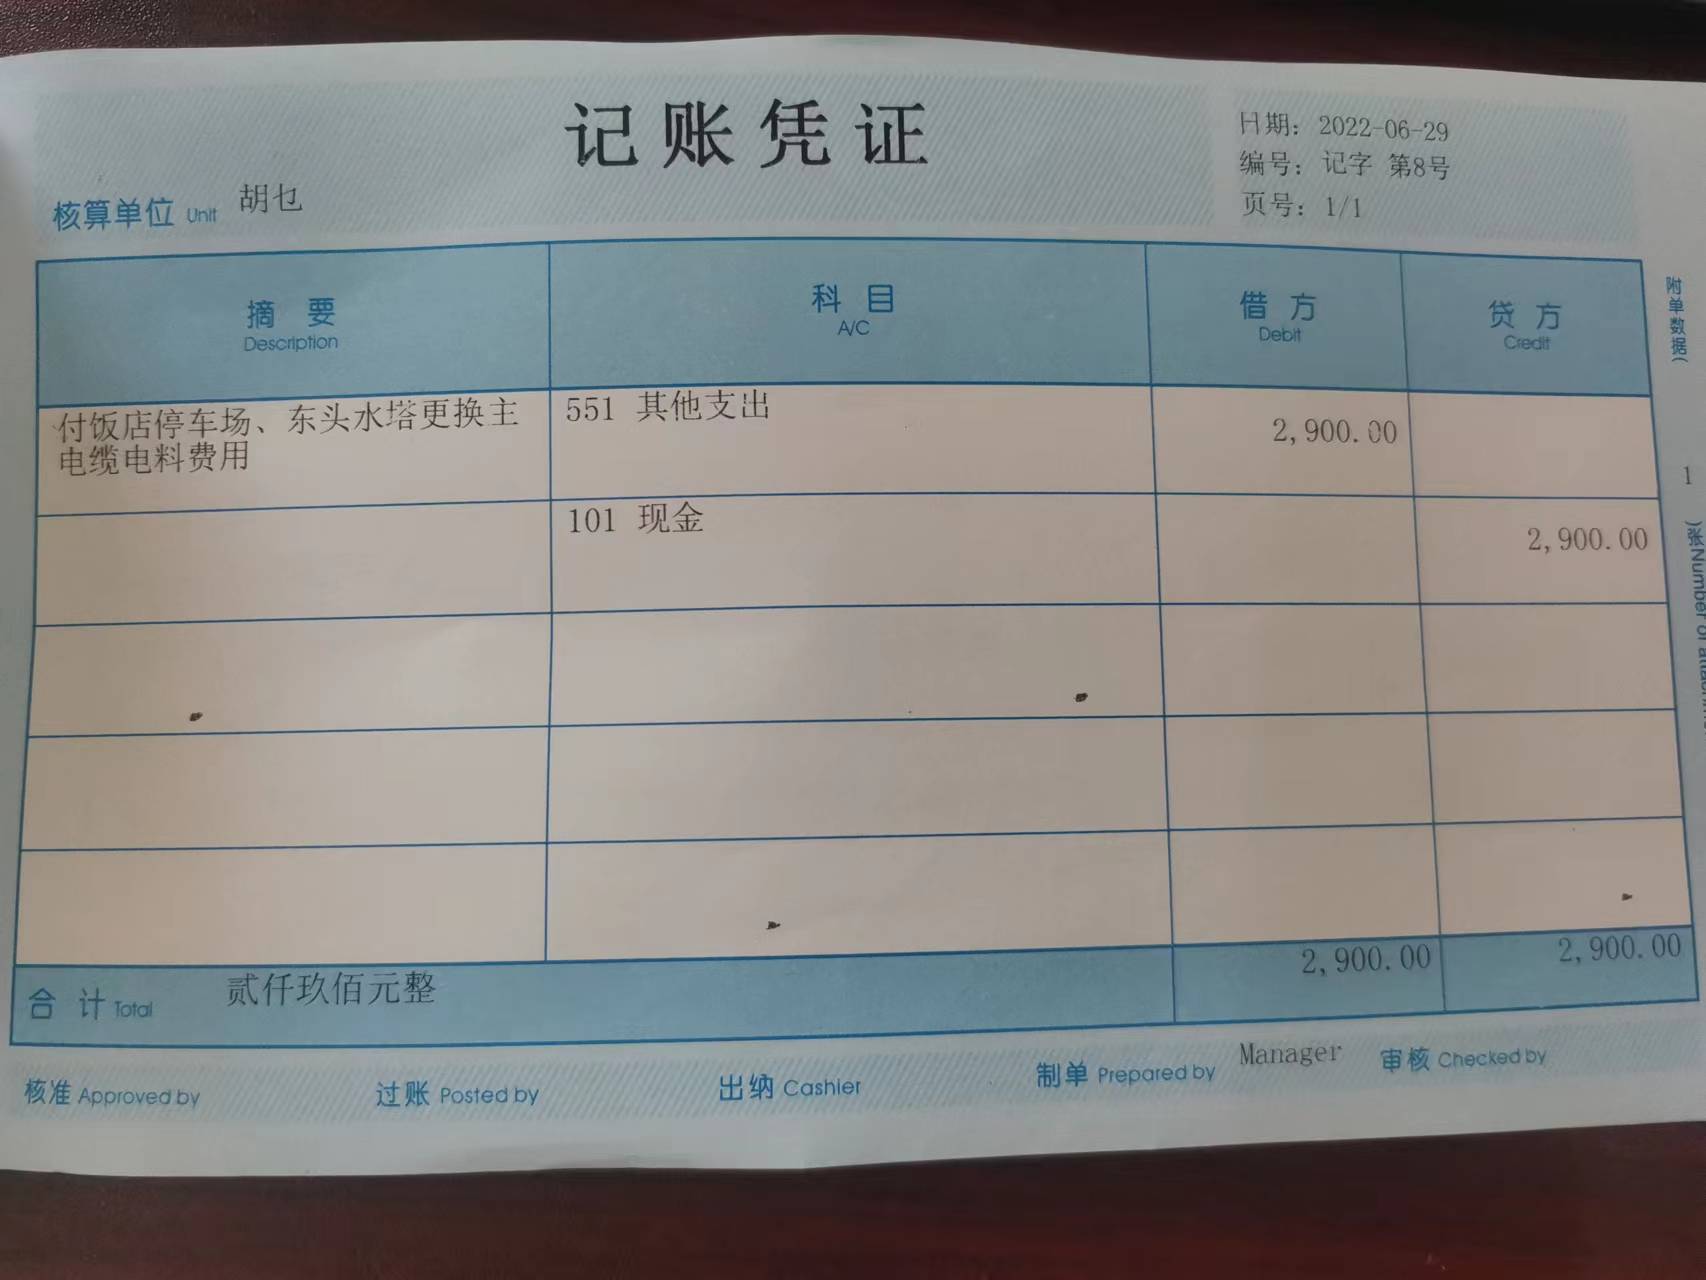 记账凭证
日期: 2022-06-29
编号: 记字 第8号
页号: 1/1
核算单位 Unit 胡乜
摘要 科目 借方 贷方
Description A/C Debit Credit
付饭店停车场、东头水塔更换主 551 其他支出 2,900.00
电缆电料费用
101 现金 2,900.00
合计 Total 贰仟玖佰元整 2,900.00 2,900.00
核准 Approved by 过账 Posted by 出纳 Cashier 制单 Prepared by Manager 审核 Checked by
附单数据( 1 )张 Number of